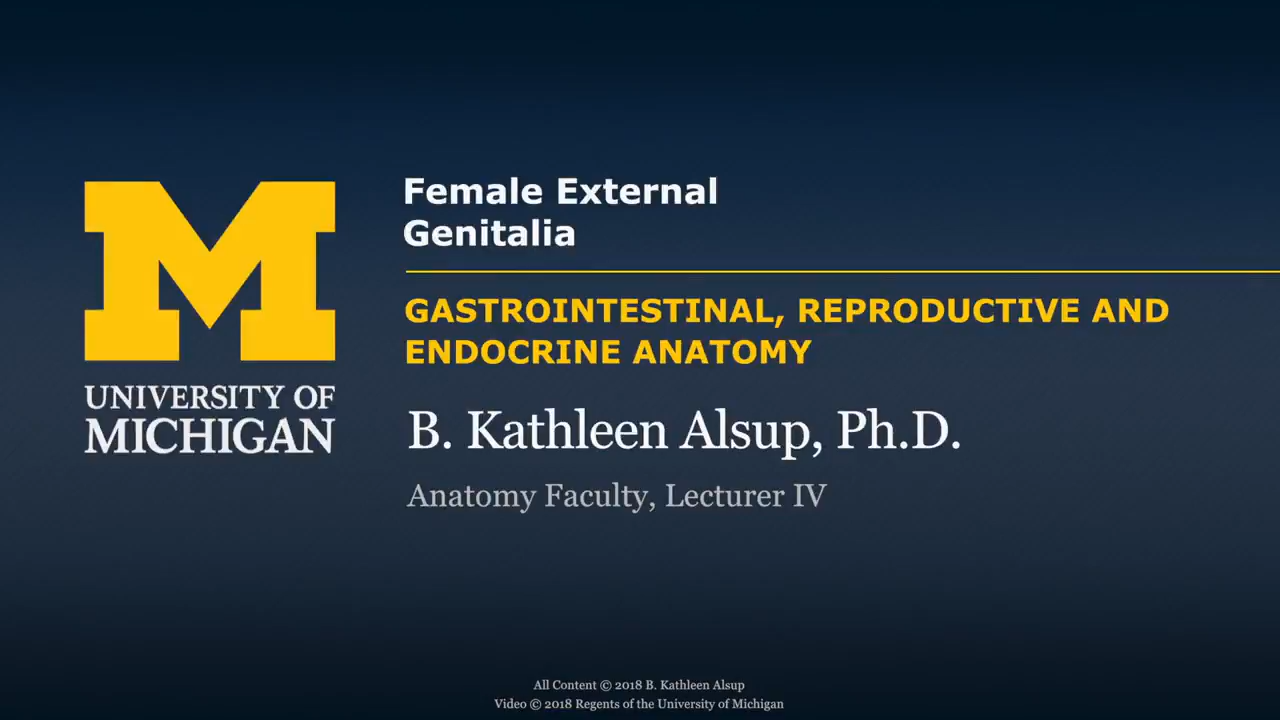 Female External
Genitalia
GASTROINTESTINAL, REPRODUCTIVE AND
ENDOCRINE ANATOMY
M
UNIVERSITY OF
MICHIGAN
B. Kathleen Alsup, Ph.D.
Anatomy Faculty, Lecturer IV
All Content © 2018 B. Kathleen Alsup
Video © 2018 Regents of the University of Michigan